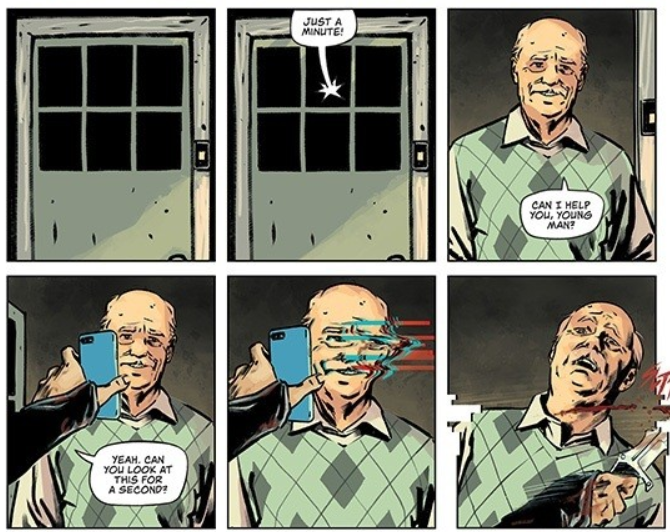 JUST A
MINUTE!
CAN I HELP
YOU, YOUNG
MAN?
YEAH. CAN
YOU LOOK AT
THIS FOR
A SECOND?